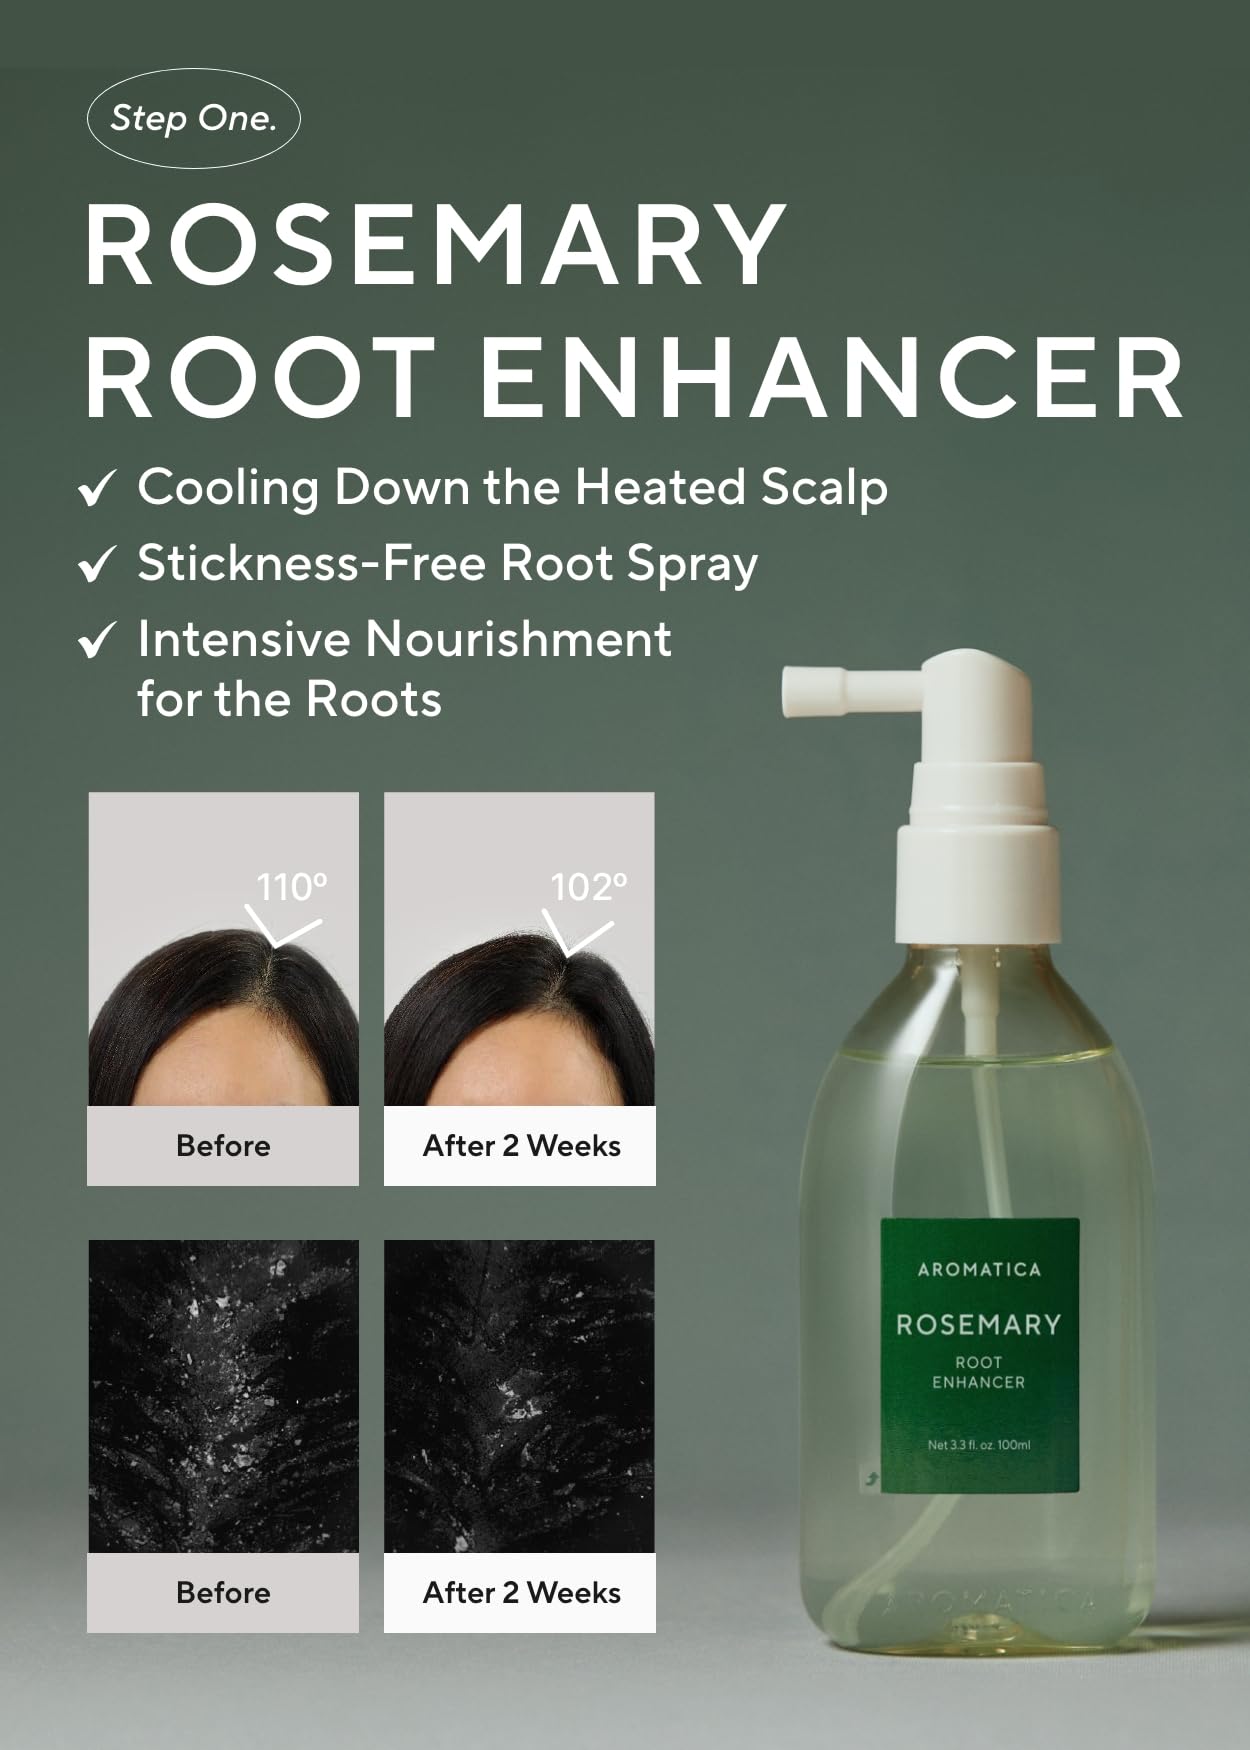 Step One.
ROSEMARY
ROOT ENHANCER
✓ Cooling Down the Heated Scalp
✓ Stickness-Free Root Spray
✓ Intensive Nourishment
for the Roots
110º
102º
Before
After 2 Weeks
Before
After 2 Weeks
AROMATICA
ROSEMARY
ROOT
ENHANCER
Net 3.3 fl. oz. 100ml
AROMATICA